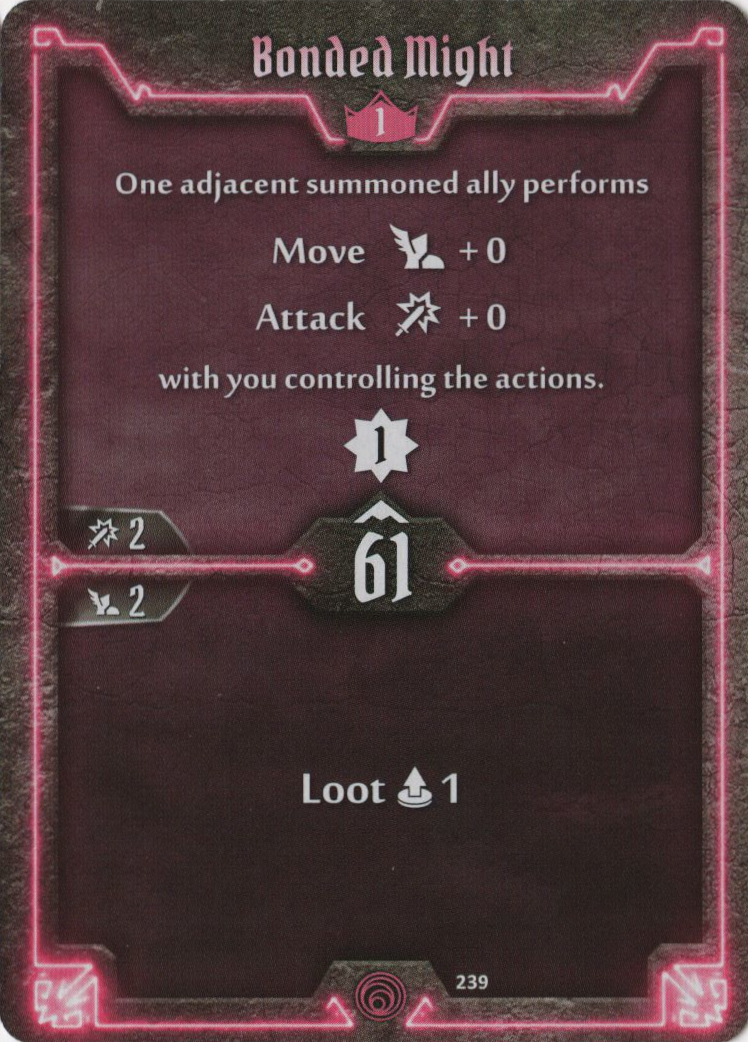 Bonded Might
1
One adjacent summoned ally performs
Move + 0
Attack + 0
with you controlling the actions.
1
2
61
2
Loot 1
239